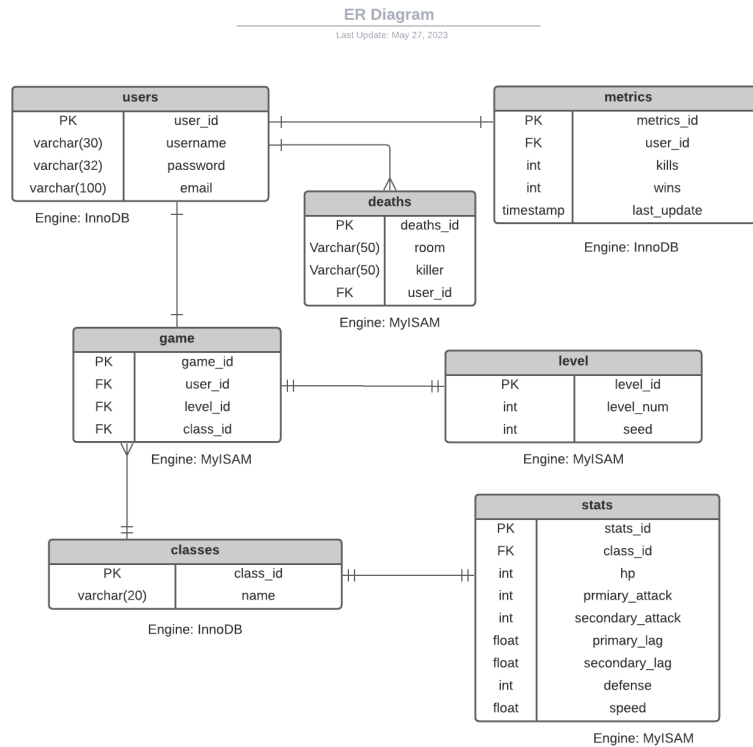 ER Diagram
Last Update: May 27, 2023
users
PK user_id
varchar(30) username
varchar(32) password
varchar(100) email
Engine: InnoDB
metrics
PK metrics_id
FK user_id
int kills
int wins
timestamp last_update
Engine: InnoDB
deaths
PK deaths_id
Varchar(50) room
Varchar(50) killer
FK user_id
Engine: MyISAM
game
PK game_id
FK user_id
FK level_id
FK class_id
Engine: MyISAM
level
PK level_id
int level_num
int seed
Engine: MyISAM
classes
PK class_id
varchar(20) name
Engine: InnoDB
stats
PK stats_id
FK class_id
int hp
int prmiary_attack
int secondary_attack
float primary_lag
float secondary_lag
int defense
float speed
Engine: MyISAM